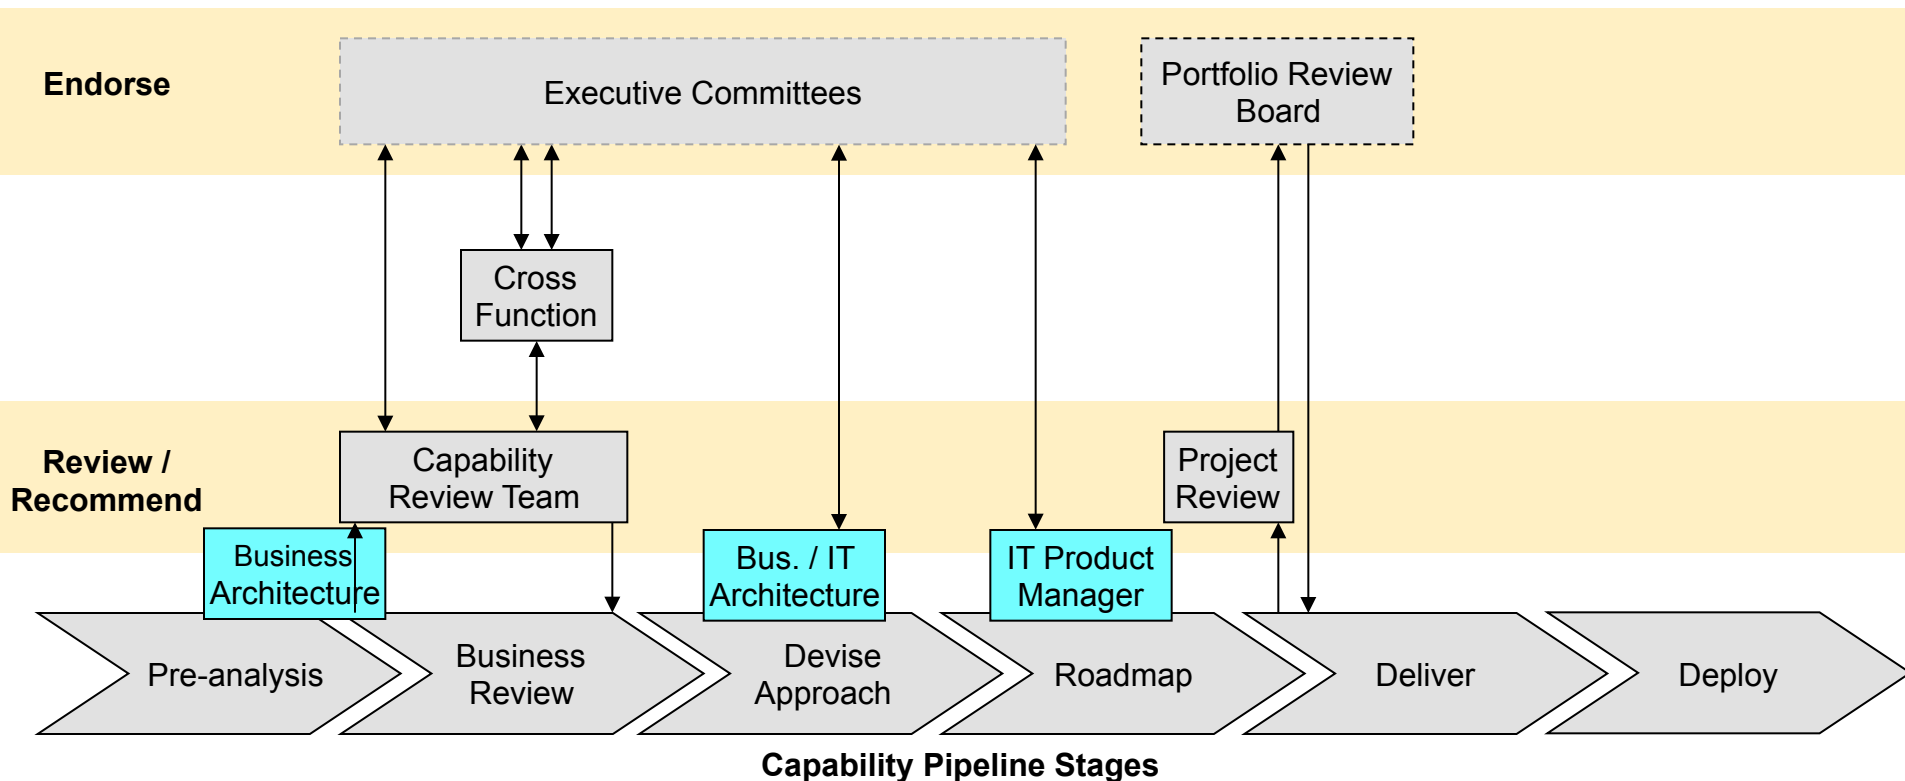 Endorse
Executive Committees
Portfolio Review
Board
Cross
Function
Review /
Recommend
Capability
Review Team
Project
Review
Business
Architecture
Bus. / IT
Architecture
IT Product
Manager
Pre-analysis
Business
Review
Devise
Approach
Roadmap
Deliver
Deploy
Capability Pipeline Stages